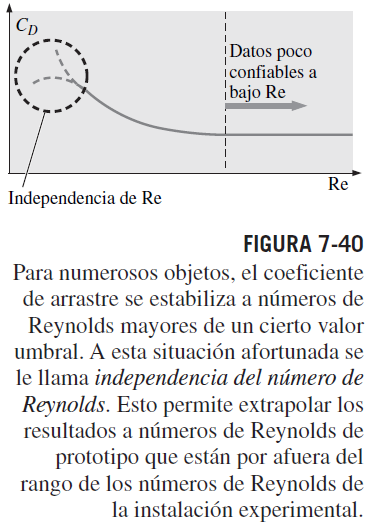 C_D
Datos poco
confiables a
bajo Re
Re
Independencia de Re
FIGURA 7-40
Para numerosos objetos, el coeficiente
de arrastre se estabiliza a números de
Reynolds mayores de un cierto valor
umbral. A esta situación afortunada se
le llama independencia del número de
Reynolds. Esto permite extrapolar los
resultados a números de Reynolds de
prototipo que están por afuera del
rango de los números de Reynolds de
la instalación experimental.